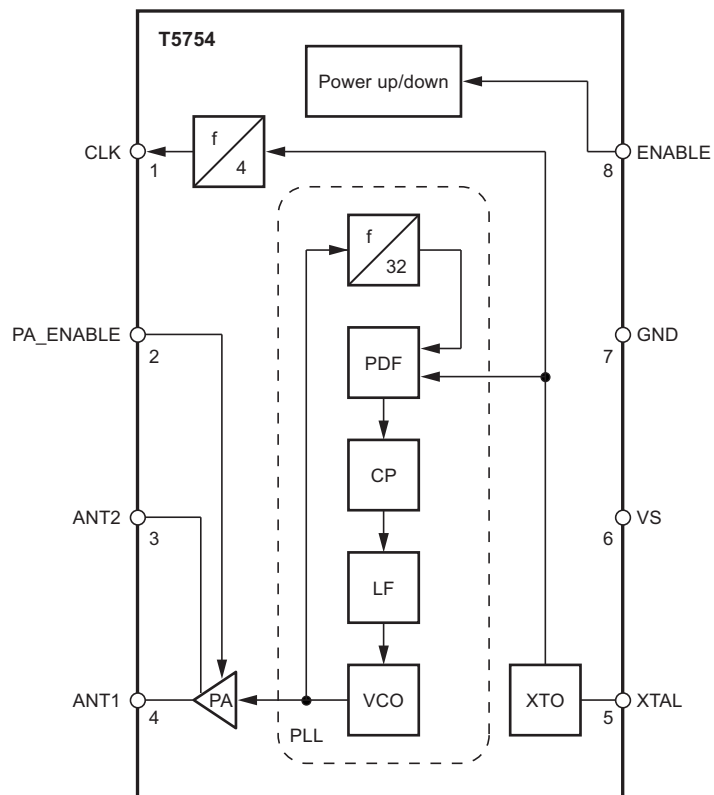 T5754
Power up/down
CLK
1
f
4
ENABLE
8
f
32
PA_ENABLE
2
PDF
GND
7
CP
ANT2
3
VS
6
LF
ANT1
4
PA
VCO
PLL
XTO
XTAL
5